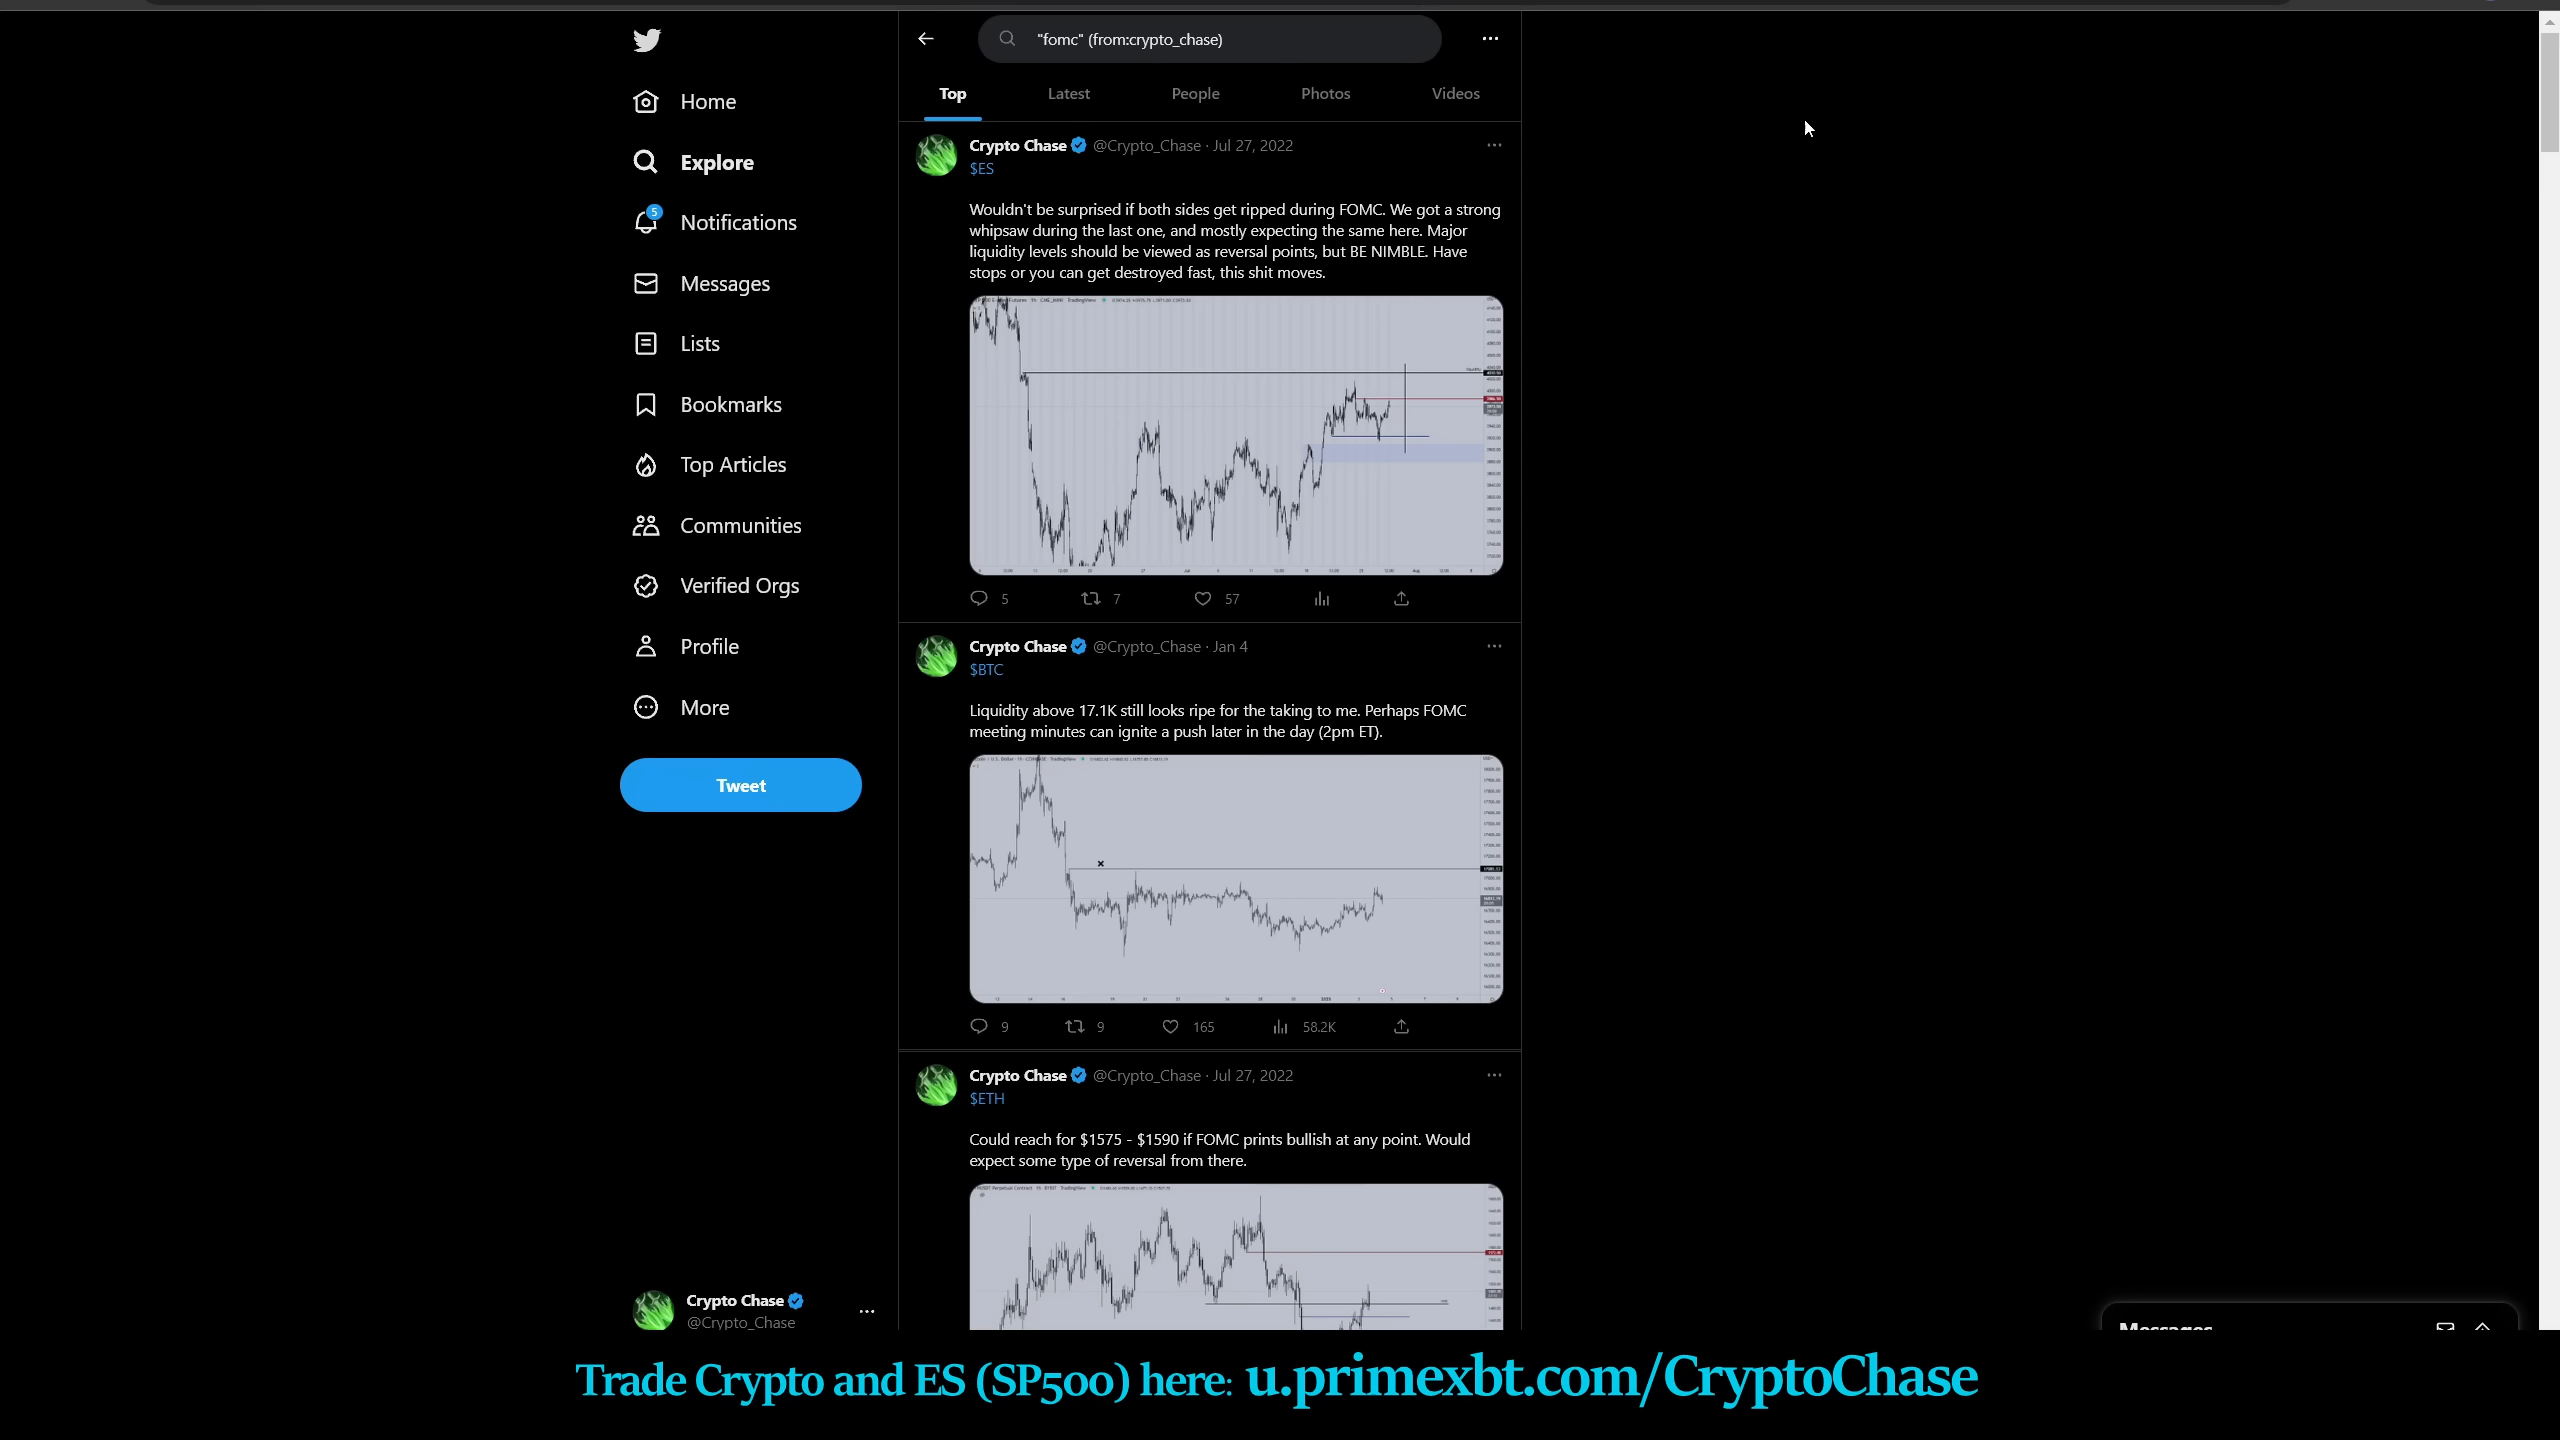 "fomc" (from:crypto_chase)
Top
Latest
People
Photos
Videos
Home
Explore
5
Notifications
Messages
Lists
Bookmarks
Top Articles
Communities
Verified Orgs
Profile
More
Tweet
Crypto Chase
@Crypto_Chase
Crypto Chase @Crypto_Chase · Jul 27, 2022
$ES
Wouldn't be surprised if both sides get ripped during FOMC. We got a strong
whipsaw during the last one, and mostly expecting the same here. Major
liquidity levels should be viewed as reversal points, but BE NIMBLE. Have
stops or you can get destroyed fast, this shit moves.
5 7 57
Crypto Chase @Crypto_Chase · Jan 4
$BTC
Liquidity above 17.1K still looks ripe for the taking to me. Perhaps FOMC
meeting minutes can ignite a push later in the day (2pm ET).
9 9 165 58.2K
Crypto Chase @Crypto_Chase · Jul 27, 2022
$ETH
Could reach for $1575 - $1590 if FOMC prints bullish at any point. Would
expect some type of reversal from there.
Messages
Trade Crypto and ES (SP500) here: u.primexbt.com/CryptoChase